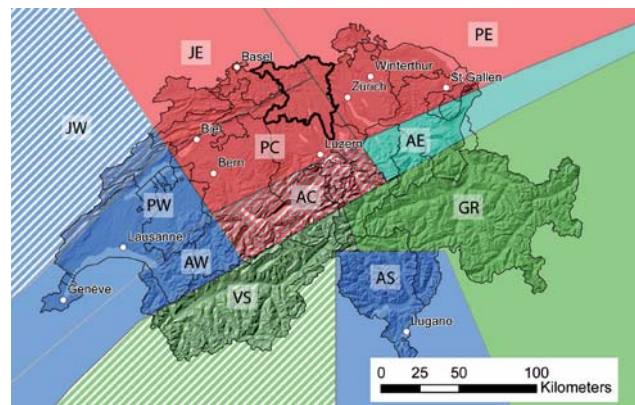 JE
PE
Basel
Winterthur
Zürich
St Gallen
JW
Biel
PC
Luzern
AE
Bern
AC
PW
GR
Lausanne
AW
AS
VS
Genève
Lugano
0 25 50 100
Kilometers